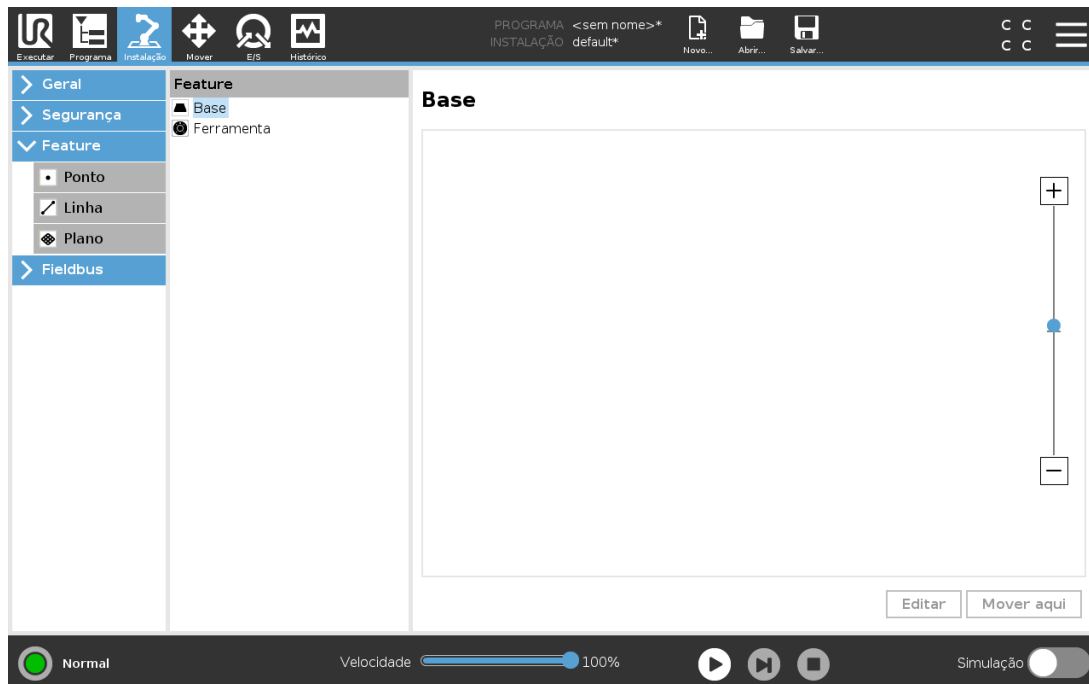 PROGRAMA <sem nome>*
INSTALAÇÃO default*
Executar Programa Instalação Mover E/S Histórico Novo... Abrir... Salvar...
C C
C C
Geral
Segurança
Feature
Ponto
Linha
Plano
Fieldbus
Feature
Base
Ferramenta
Base
Editar Mover aqui
Normal Velocidade 100% Simulação